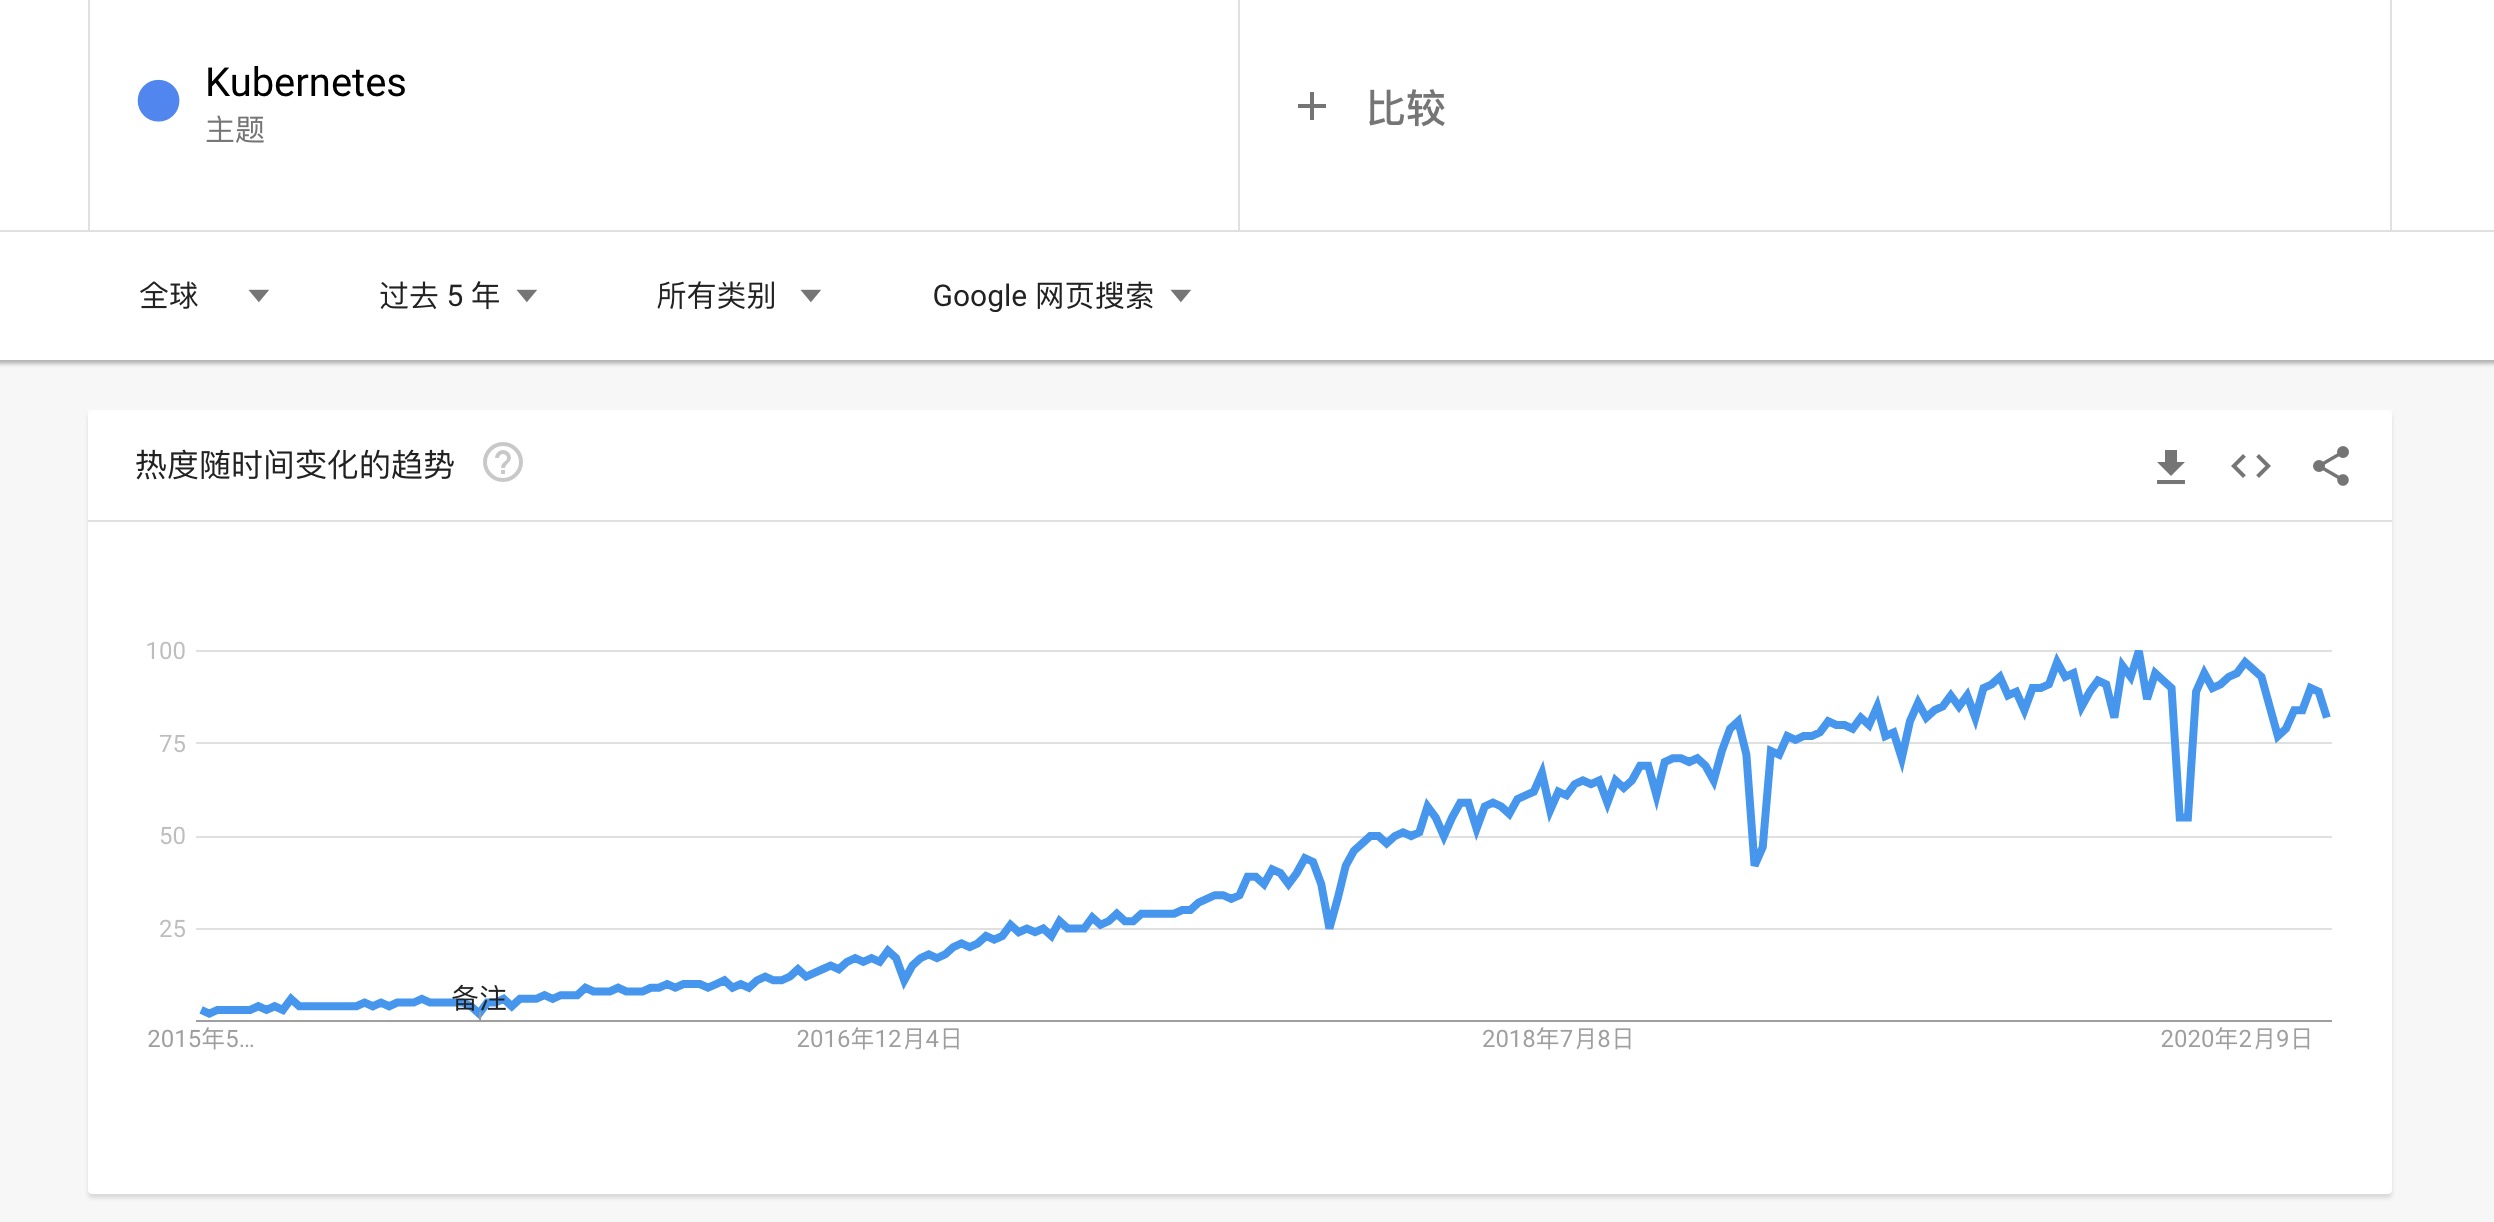 Kubernetes
主题
比较
全球
过去 5 年
所有类别
Google 网页搜索
热度随时间变化的趋势
?
100
75
50
25
备注
2015年5...
2016年12月4日
2018年7月8日
2020年2月9日